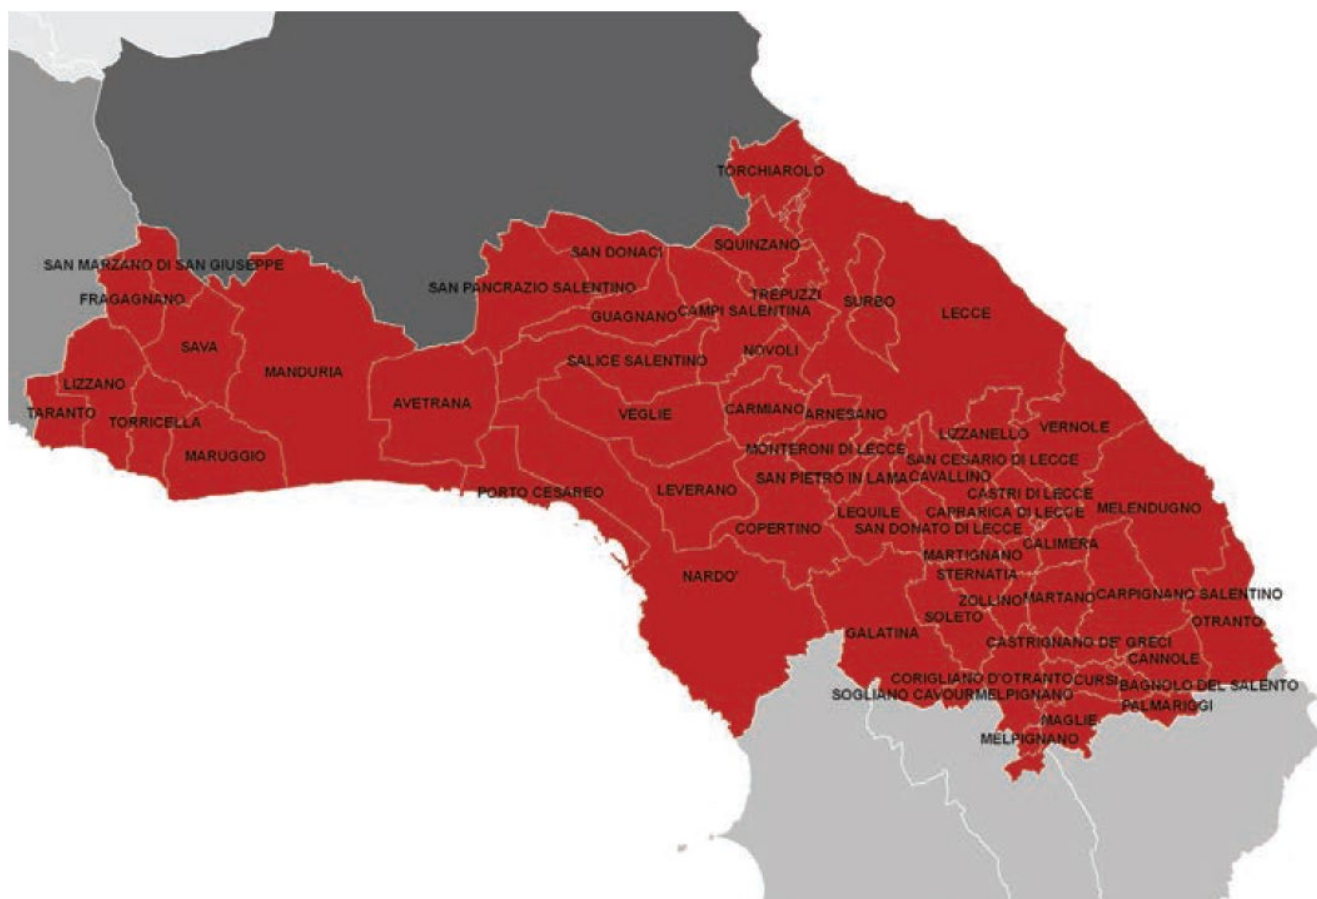 TORCHIAROLO
SQUINZANO
SAN DONACI
SAN MARZANO DI SAN GIUSEPPE
SAN PANCRAZIO SALENTINO
TREPUZZI
FRAGAGNANO
SURBO
CAMPI SALENTINA
LECCE
GUAGNANO
SAVA
NOVOLI
SALICE SALENTINO
MANDURIA
LIZZANO
AVETRANA
CARMIANO
TARANTO
VEGLIE
ARNESANO
TORRICELLA
VERNOLE
LIZZANELLO
MONTERONI DI LECCE
MARUGGIO
SAN CESARIO DI LECCE
SAN PIETRO IN LAMA
CAVALLINO
LEVERANO
PORTO CESAREO
CASTRI DI LECCE
MELENDUGNO
LEQUILE
CAPRARICA DI LECCE
COPERTINO
SAN DONATO DI LECCE
CALIMERA
MARTIGNANO
NARDO'
STERNATIA
CARPIGNANO SALENTINO
MARTANO
ZOLLINO
SOLETO
OTRANTO
GALATINA
CASTRIGNANO DE' GRECI
CANNOLE
CORIGLIANO D'OTRANTO
CURSI
BAGNOLO DEL SALENTO
SOGLIANO CAVOUR
MELPIGNANO
PALMARIGGI
MAGLIE
MELPIGNANO